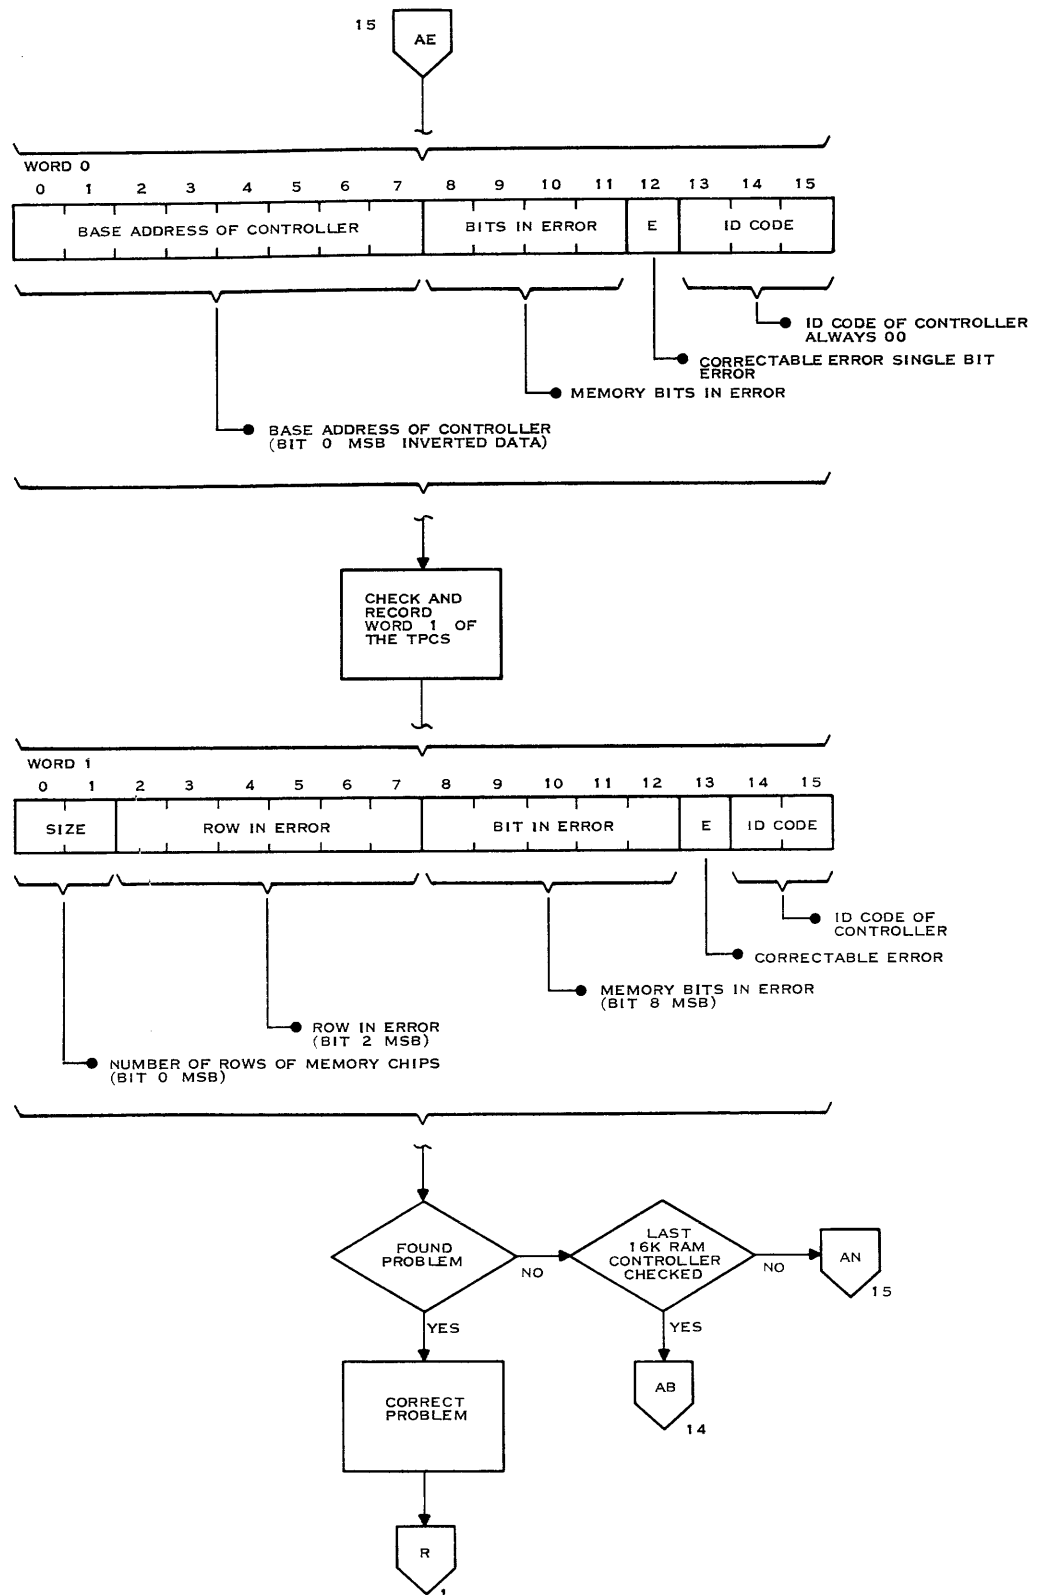 15
AE
WORD 0
0 1 2 3 4 5 6 7 8 9 10 11 12 13 14 15
BASE ADDRESS OF CONTROLLER BITS IN ERROR E ID CODE
ID CODE OF CONTROLLER
ALWAYS 00
CORRECTABLE ERROR SINGLE BIT
ERROR
MEMORY BITS IN ERROR
BASE ADDRESS OF CONTROLLER
(BIT 0 MSB INVERTED DATA)
CHECK AND
RECORD
WORD 1 OF
THE TPCS
WORD 1
0 1 2 3 4 5 6 7 8 9 10 11 12 13 14 15
SIZE ROW IN ERROR BIT IN ERROR E ID CODE
ID CODE OF
CONTROLLER
CORRECTABLE ERROR
MEMORY BITS IN ERROR
(BIT 8 MSB)
ROW IN ERROR
(BIT 2 MSB)
NUMBER OF ROWS OF MEMORY CHIPS
(BIT 0 MSB)
FOUND
PROBLEM
NO
LAST
16K RAM
CONTROLLER
CHECKED
NO
AN
15
YES
YES
CORRECT
PROBLEM
AB
14
R
1